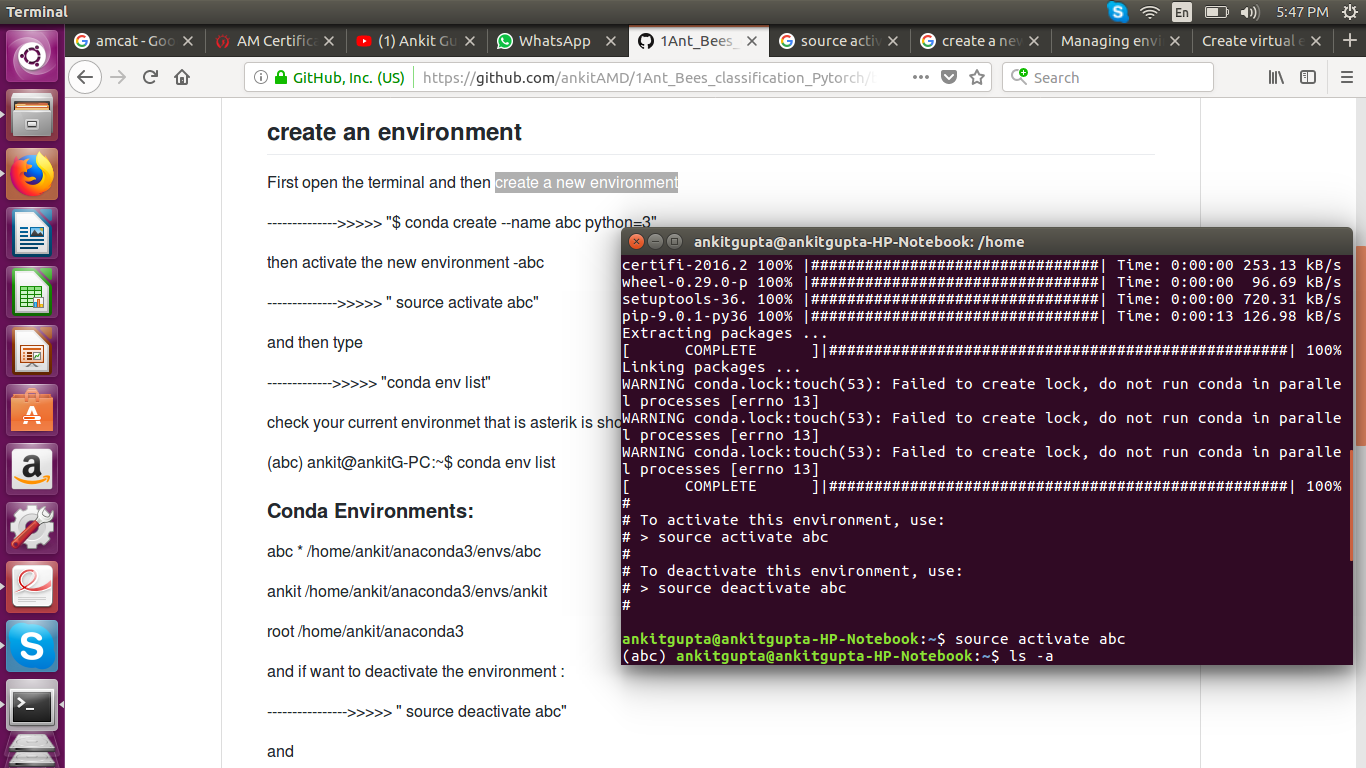 Terminal
En
5:47 PM
amcat - Goo
AM Certific
(1) Ankit Gu
WhatsApp
1Ant_Bees_
source activ
create a new
Managing envi
Create virtual e
GitHub, Inc. (US)
https://github.com/ankitAMD/1Ant_Bees_classification_Pytorch/
Search
create an environment
First open the terminal and then create a new environment
-------------->>>>> "$ conda create --name abc python=3"
then activate the new environment -abc
-------------->>>>> " source activate abc"
and then type
------------->>>>> "conda env list"
check your current environmet that is asterik is sho
(abc) ankit@ankitG-PC:~$ conda env list
Conda Environments:
abc * /home/ankit/anaconda3/envs/abc
ankit /home/ankit/anaconda3/envs/ankit
root /home/ankit/anaconda3
and if want to deactivate the environment :
---------------->>>>> " source deactivate abc"
and
ankitgupta@ankitgupta-HP-Notebook: /home
certifi-2016.2 100% |################################| Time: 0:00:00 253.13 kB/s
wheel-0.29.0-p 100% |################################| Time: 0:00:00  96.69 kB/s
setuptools-36. 100% |################################| Time: 0:00:00 720.31 kB/s
pip-9.0.1-py36 100% |################################| Time: 0:00:13 126.98 kB/s
Extracting packages ...
[      COMPLETE      ]|###################################################| 100%
Linking packages ...
WARNING conda.lock:touch(53): Failed to create lock, do not run conda in paralle
l processes [errno 13]
WARNING conda.lock:touch(53): Failed to create lock, do not run conda in paralle
l processes [errno 13]
WARNING conda.lock:touch(53): Failed to create lock, do not run conda in paralle
l processes [errno 13]
[      COMPLETE      ]|###################################################| 100%
#
# To activate this environment, use:
# > source activate abc
#
# To deactivate this environment, use:
# > source deactivate abc
#
ankitgupta@ankitgupta-HP-Notebook:~$ source activate abc
(abc) ankitgupta@ankitgupta-HP-Notebook:~$ ls -a